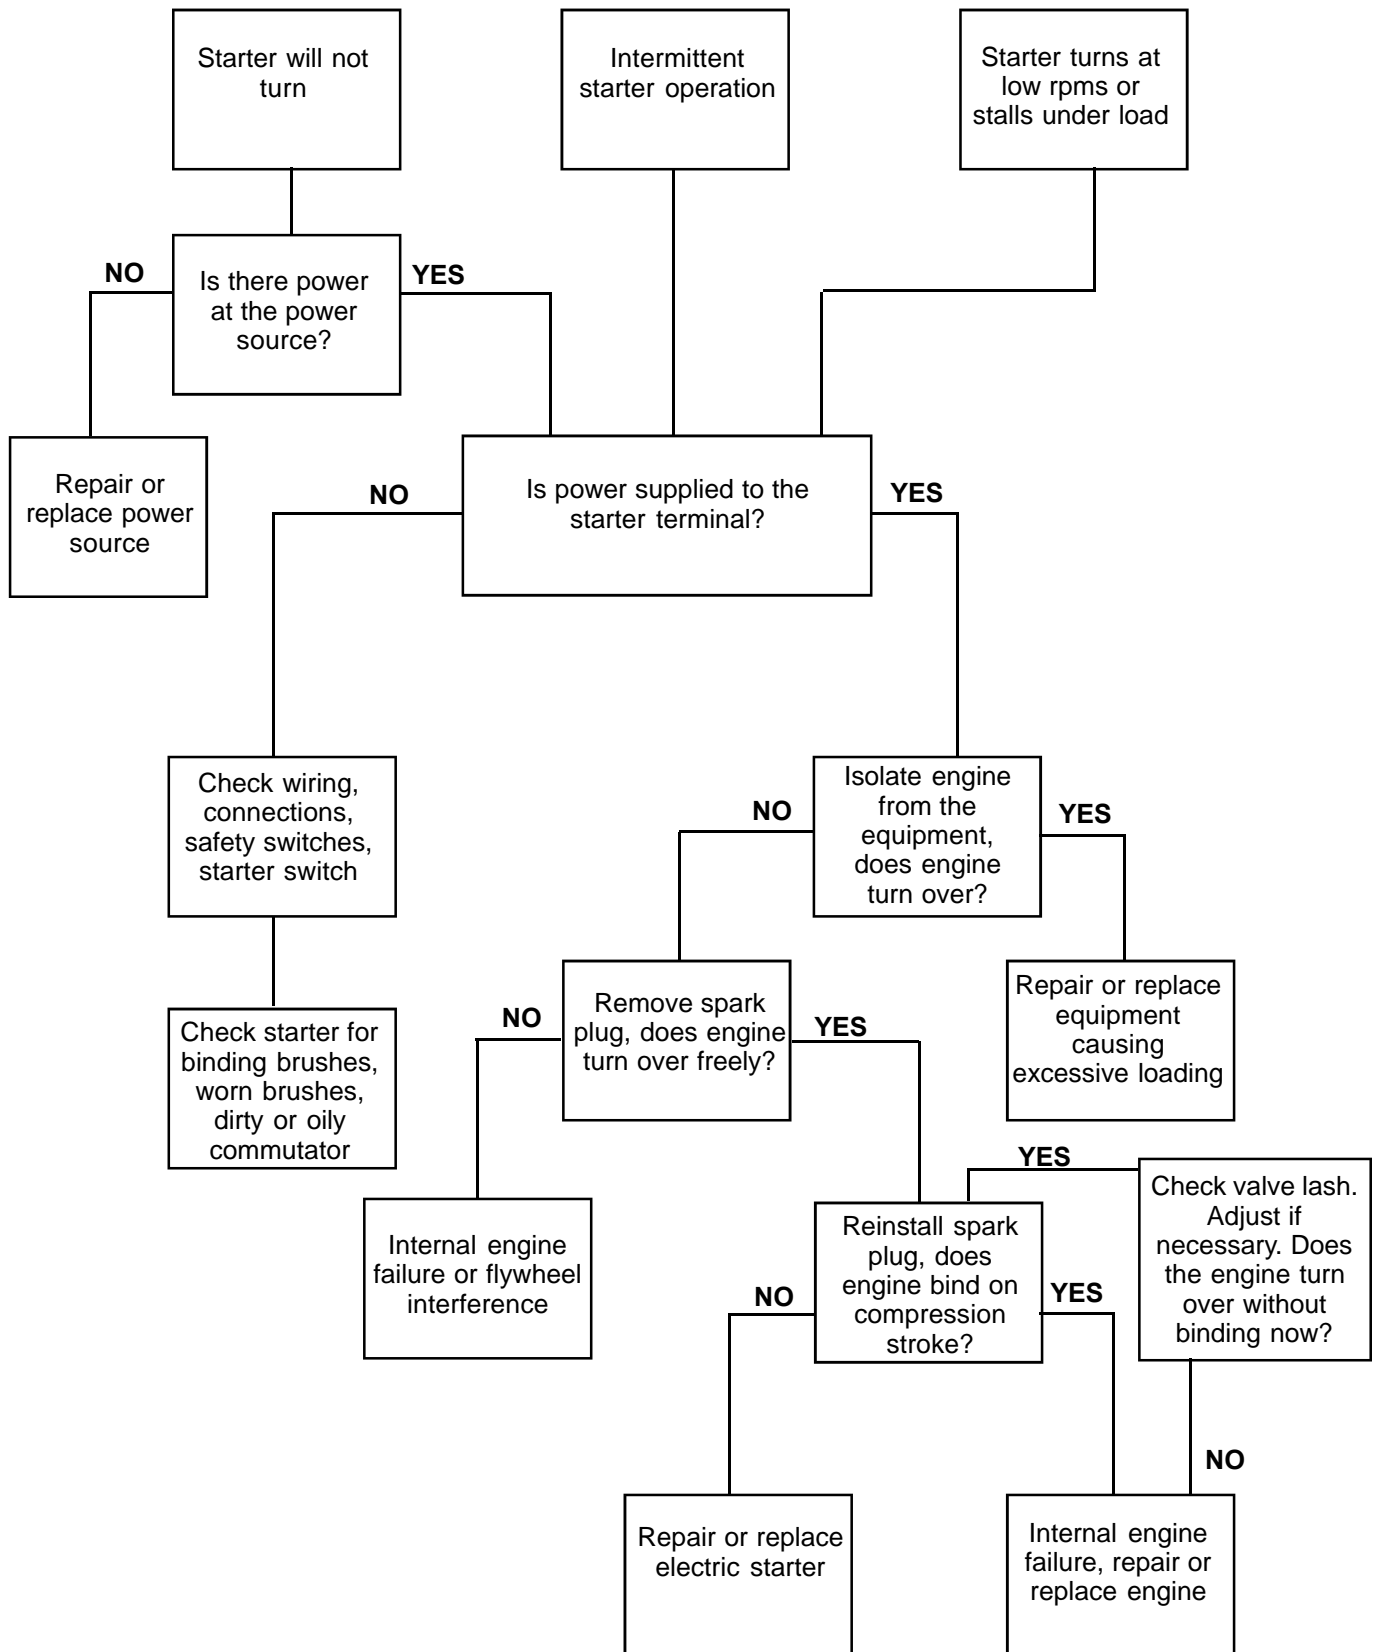 Starter will not
turn
Intermittent
starter operation
Starter turns at
low rpms or
stalls under load
NO
Is there power
at the power
source?
YES
Repair or
replace power
source
NO
Is power supplied to the
starter terminal?
YES
Check wiring,
connections,
safety switches,
starter switch
NO
Isolate engine
from the
equipment,
does engine
turn over?
YES
Check starter for
binding brushes,
worn brushes,
dirty or oily
commutator
NO
Remove spark
plug, does engine
turn over freely?
YES
Repair or replace
equipment
causing
excessive loading
Internal engine
failure or flywheel
interference
NO
Reinstall spark
plug, does
engine bind on
compression
stroke?
YES
YES
Check valve lash.
Adjust if
necessary. Does
the engine turn
over without
binding now?
NO
Repair or replace
electric starter
Internal engine
failure, repair or
replace engine